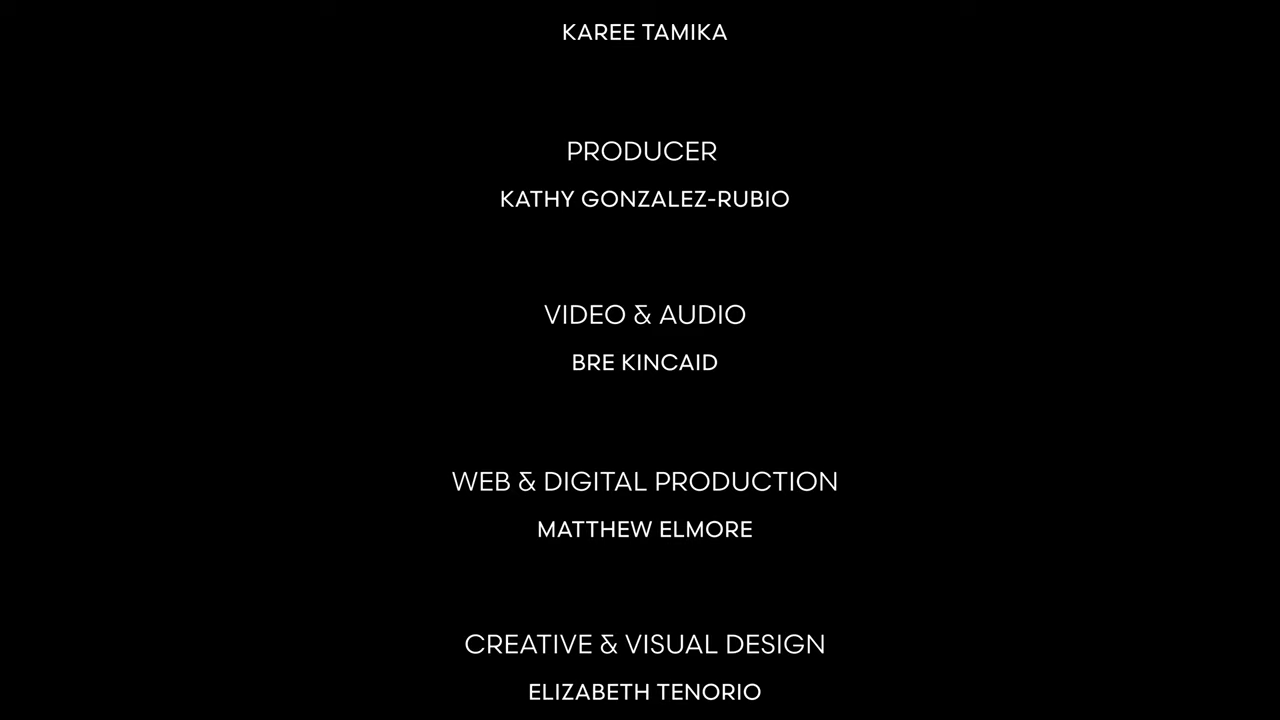 KAREE TAMIKA
PRODUCER
KATHY GONZALEZ-RUBIO
VIDEO & AUDIO
BRE KINCAID
WEB & DIGITAL PRODUCTION
MATTHEW ELMORE
CREATIVE & VISUAL DESIGN
ELIZABETH TENORIO